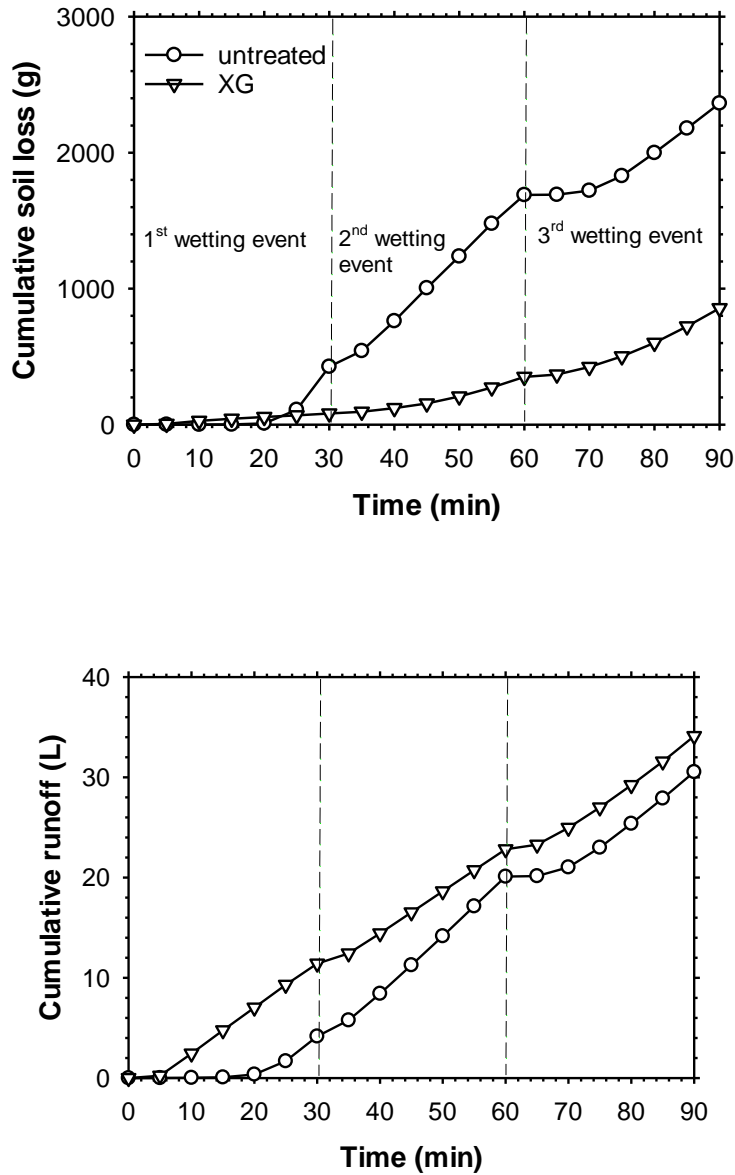 3000
untreated
XG
2000
1st wetting event
2nd wetting
event
3rd wetting event
1000
0
0 10 20 30 40 50 60 70 80 90
Cumulative soil loss (g)
Time (min)
40
30
20
10
0
0 10 20 30 40 50 60 70 80 90
Cumulative runoff (L)
Time (min)